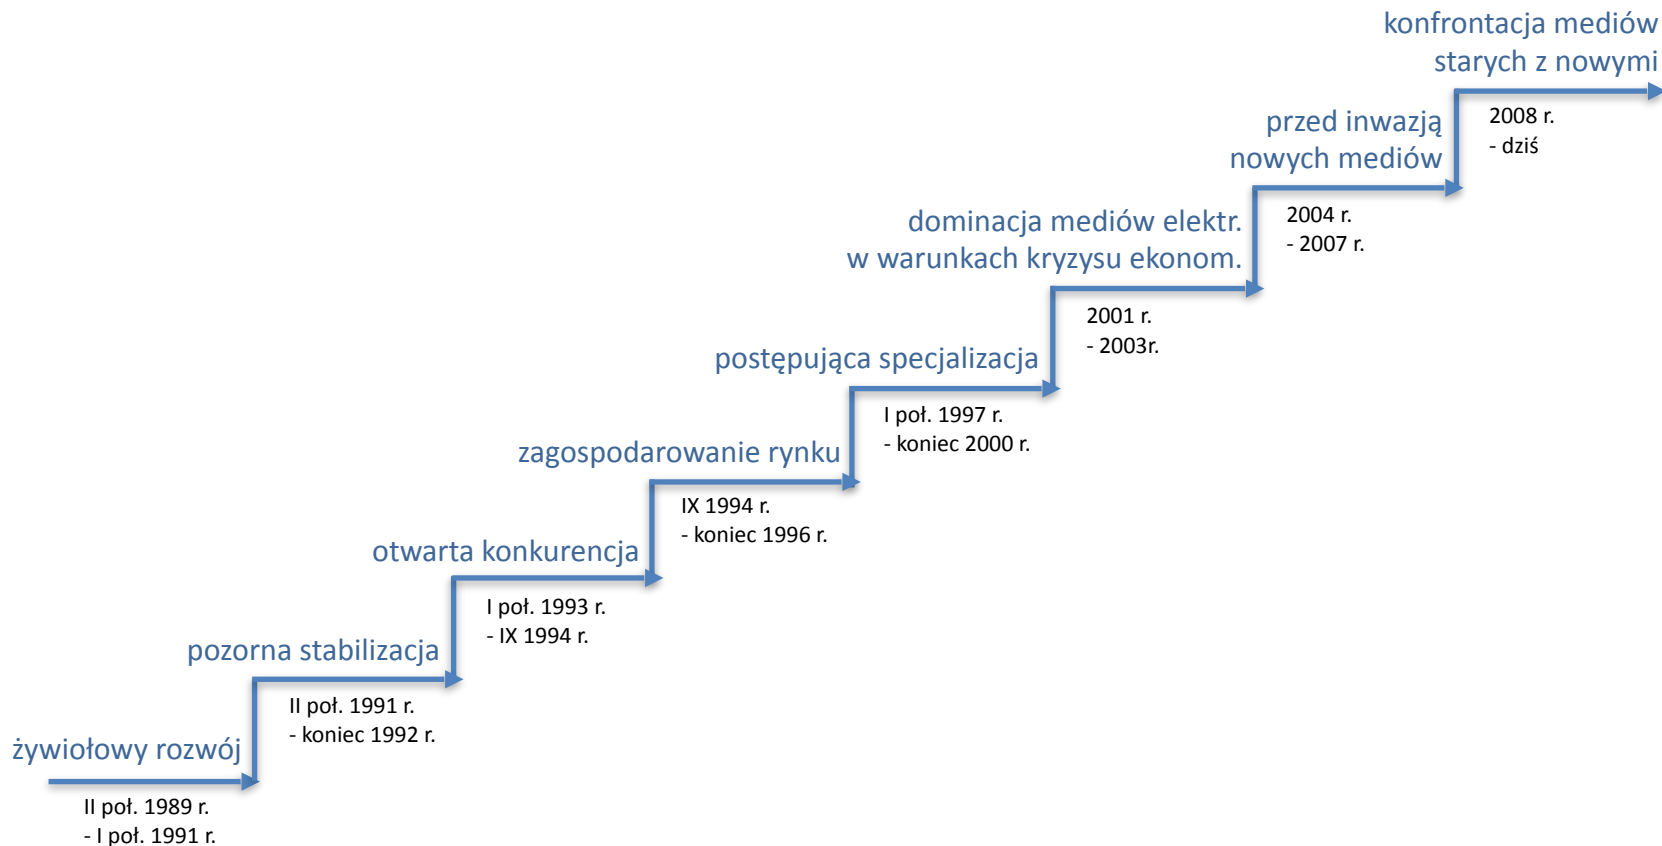 konfrontacja mediów
starych z nowymi
2008 r.
- dziś
przed inwazją
nowych mediów
2004 r.
- 2007 r.
dominacja mediów elektr.
w warunkach kryzysu ekonom.
2001 r.
- 2003r.
postępująca specjalizacja
I poł. 1997 r.
- koniec 2000 r.
zagospodarowanie rynku
IX 1994 r.
- koniec 1996 r.
otwarta konkurencja
I poł. 1993 r.
- IX 1994 r.
pozorna stabilizacja
II poł. 1991 r.
- koniec 1992 r.
żywiołowy rozwój
II poł. 1989 r.
- I poł. 1991 r.